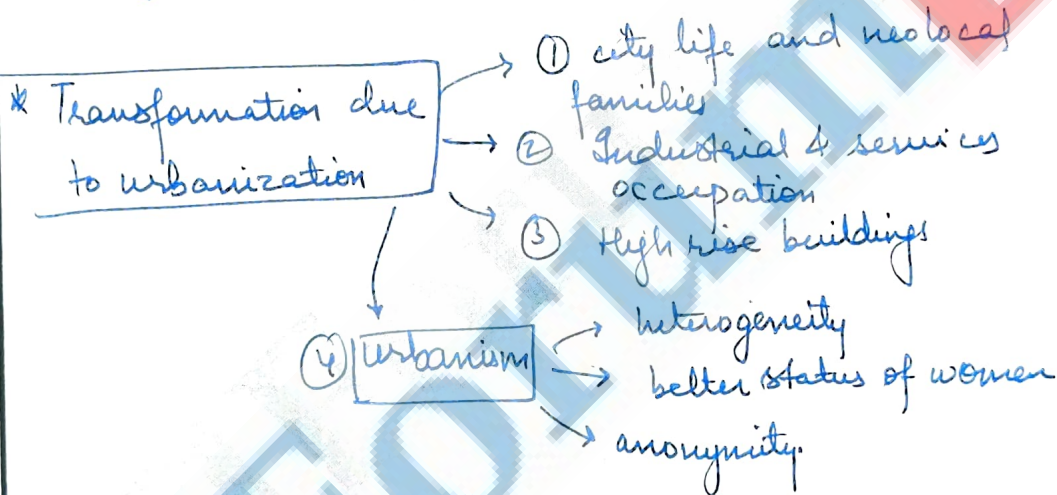 ① city life and neolocal
families
* Transformation due
to urbanization
② Industrial & services
occupation
③ High rise buildings
④ urbanism
heterogeneity
better status of women
anonymity.
Forum